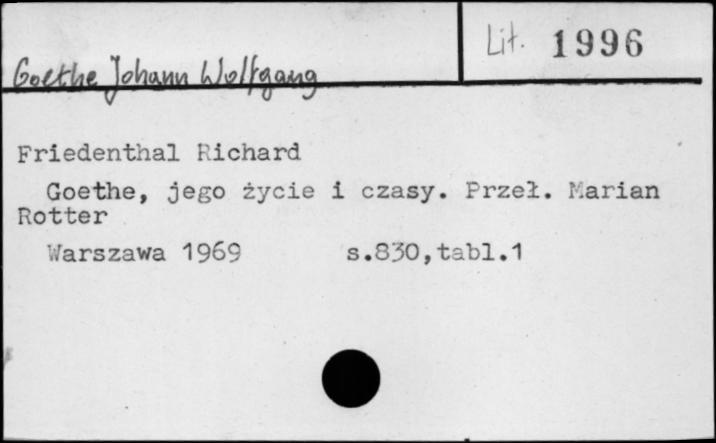 Lit. 1996
Goethe Johann Wolfgang
Friedenthal Richard
Goethe, jego życie i czasy. Przeł. Marian
Rotter
Warszawa 1969 s.830,tabl.1